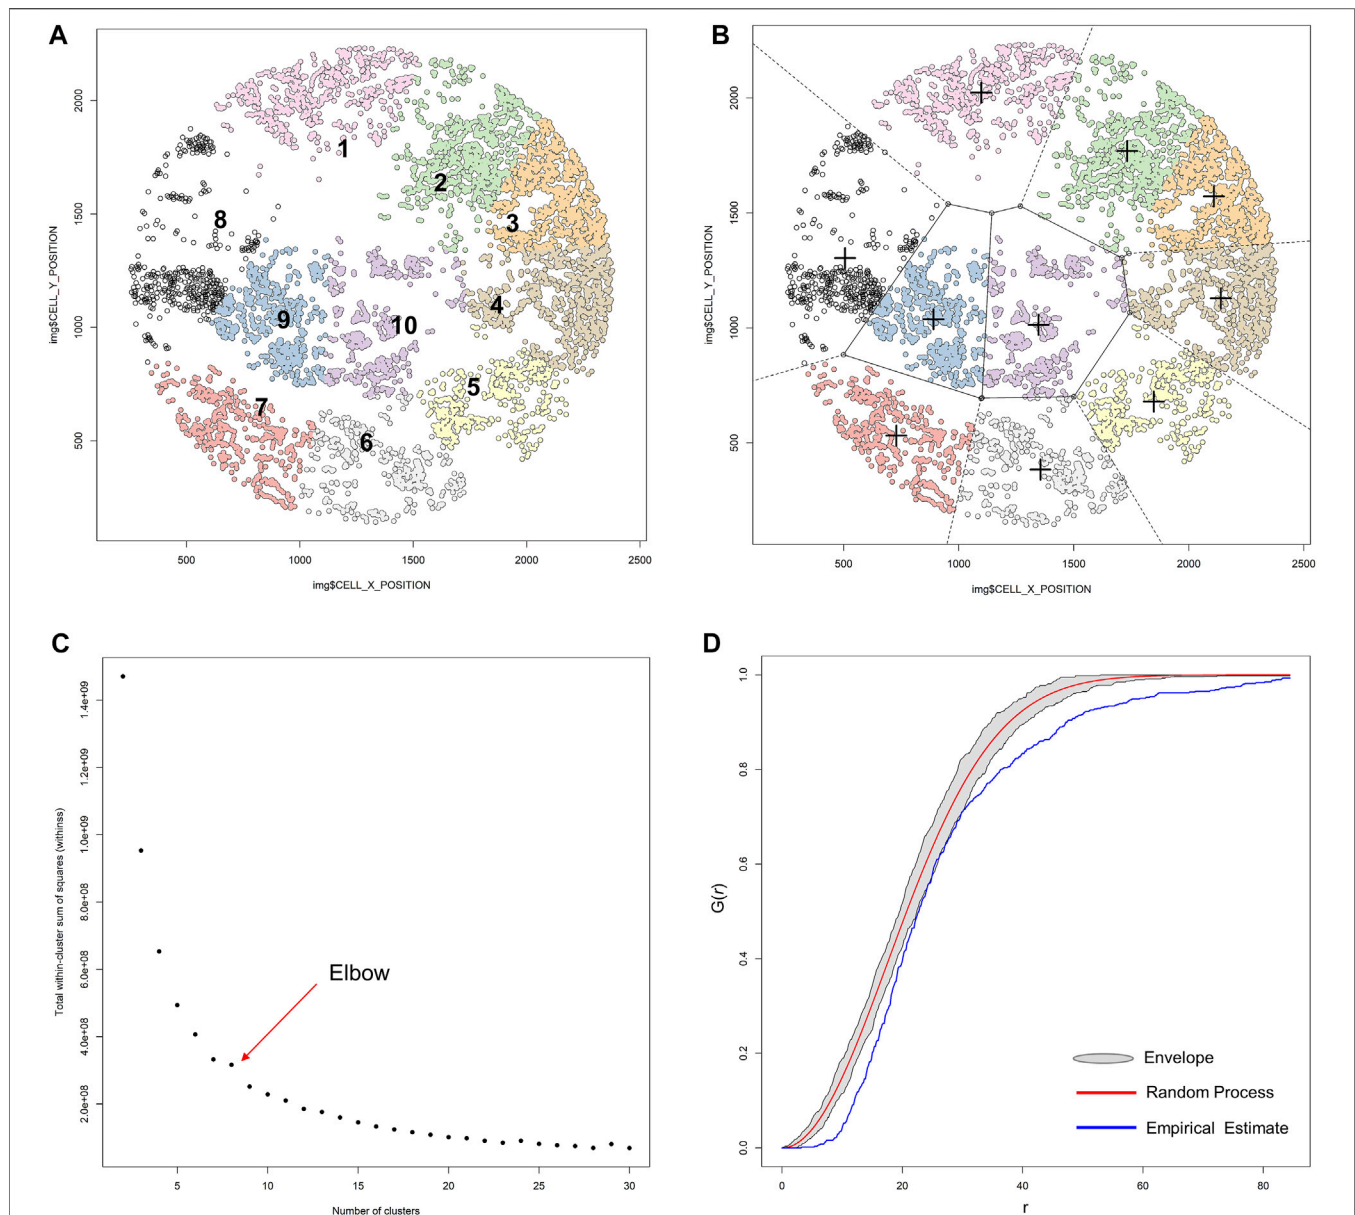 A
img$CELL_Y_POSITION
2000
1500
1000
500
1
2
3
4
5
6
7
8
9
10
500 1000 1500 2000 2500
img$CELL_X_POSITION
B
img$CELL_Y_POSITION
2000
1500
1000
500
500 1000 1500 2000 2500
img$CELL_X_POSITION
C
Total within-cluster sum of squares (withinss)
1.4e+09
1.2e+09
1.0e+09
8.0e+08
6.0e+08
4.0e+08
2.0e+08
Elbow
5 10 15 20 25 30
Number of clusters
D
G(r)
1.0
0.8
0.6
0.4
0.2
0.0
Envelope
Random Process
Empirical Estimate
0 20 40 60 80
r